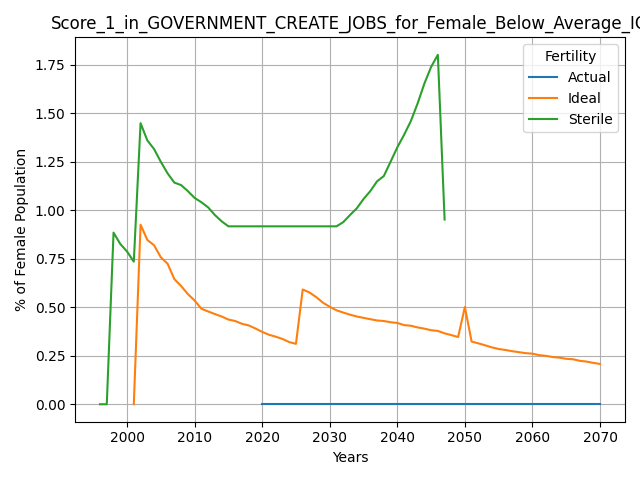 Score_1_in_GOVERNMENT_CREATE_JOBS_for_Female_Below_Average_IQ
Fertility
Actual
Ideal
Sterile
% of Female Population
1.75
1.50
1.25
1.00
0.75
0.50
0.25
0.00
2000 2010 2020 2030 2040 2050 2060 2070
Years